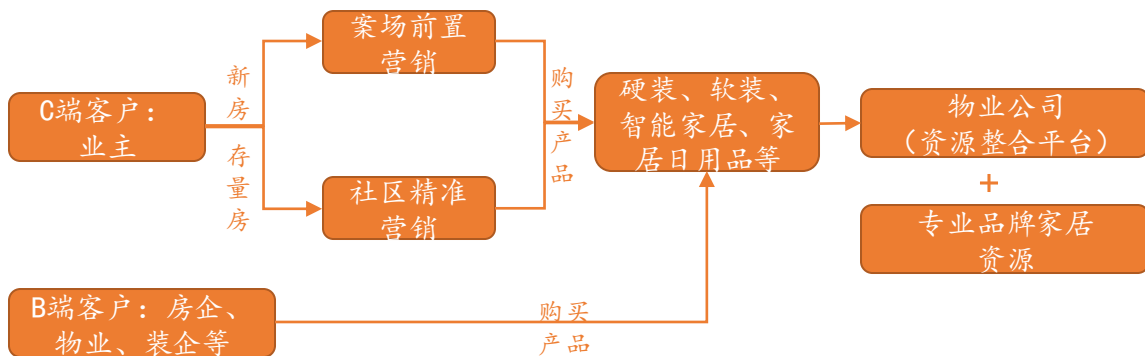 案场前置
营销
新房
C端客户：
业主
存量房
社区精准
营销
购买产品
硬装、软装、
智能家居、家
居日用品等
物业公司
（资源整合平台）
+
专业品牌家居
资源
B端客户：房企、
物业、装企等
购买
产品